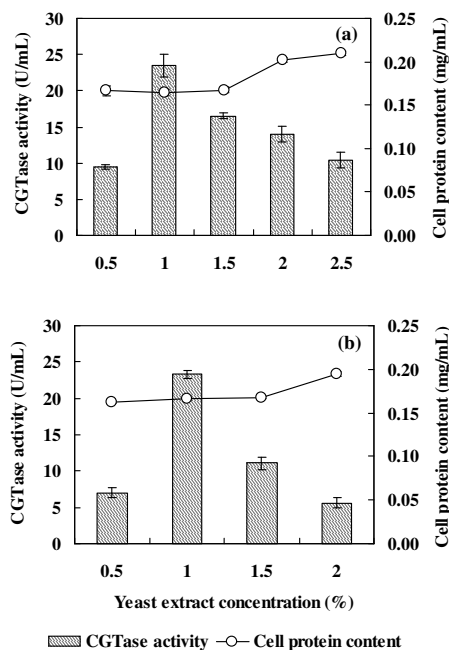 (a)
CGTase activity (U/mL)
30
25
20
15
10
5
0
Cell protein content (mg/mL)
0.25
0.20
0.15
0.10
0.05
0.00
0.5 1 1.5 2 2.5
(b)
CGTase activity (U/mL)
30
25
20
15
10
5
0
Cell protein content (mg/mL)
0.25
0.20
0.15
0.10
0.05
0.00
0.5 1 1.5 2
Yeast extract concentration (%)
CGTase activity Cell protein content